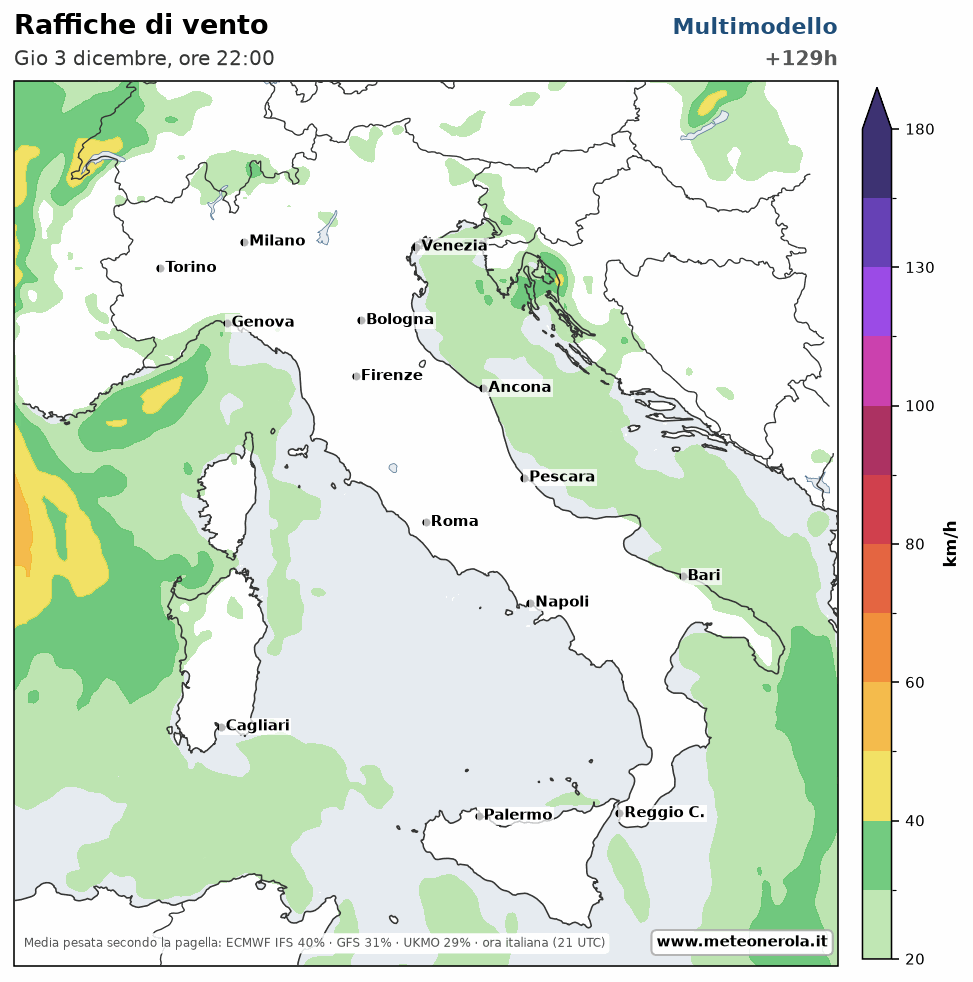 Raffiche di vento
Multimodello
Gio 3 dicembre, ore 22:00
+129h
180
130
100
80
60
40
20
km/h
Milano
Venezia
Torino
Genova
Bologna
Firenze
Ancona
Pescara
Roma
Bari
Napoli
Cagliari
Palermo
Reggio C.
Media pesata secondo la pagella: ECMWF IFS 40% · GFS 31% · UKMO 29% · ora italiana (21 UTC)
www.meteonerola.it